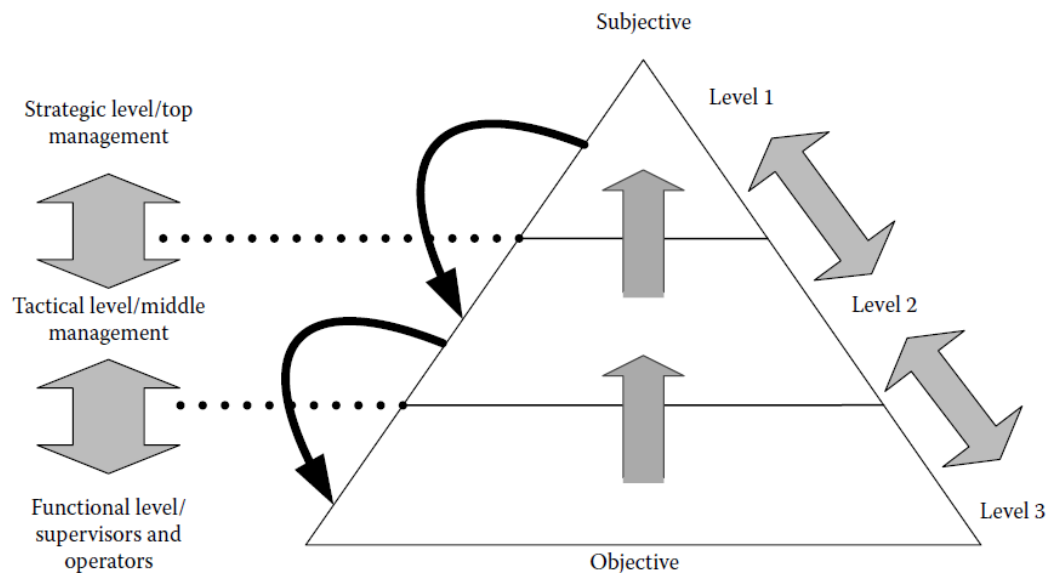 Subjective
Level 1
Strategic level/top
management
Level 2
Tactical level/middle
management
Level 3
Functional level/
supervisors and
operators
Objective